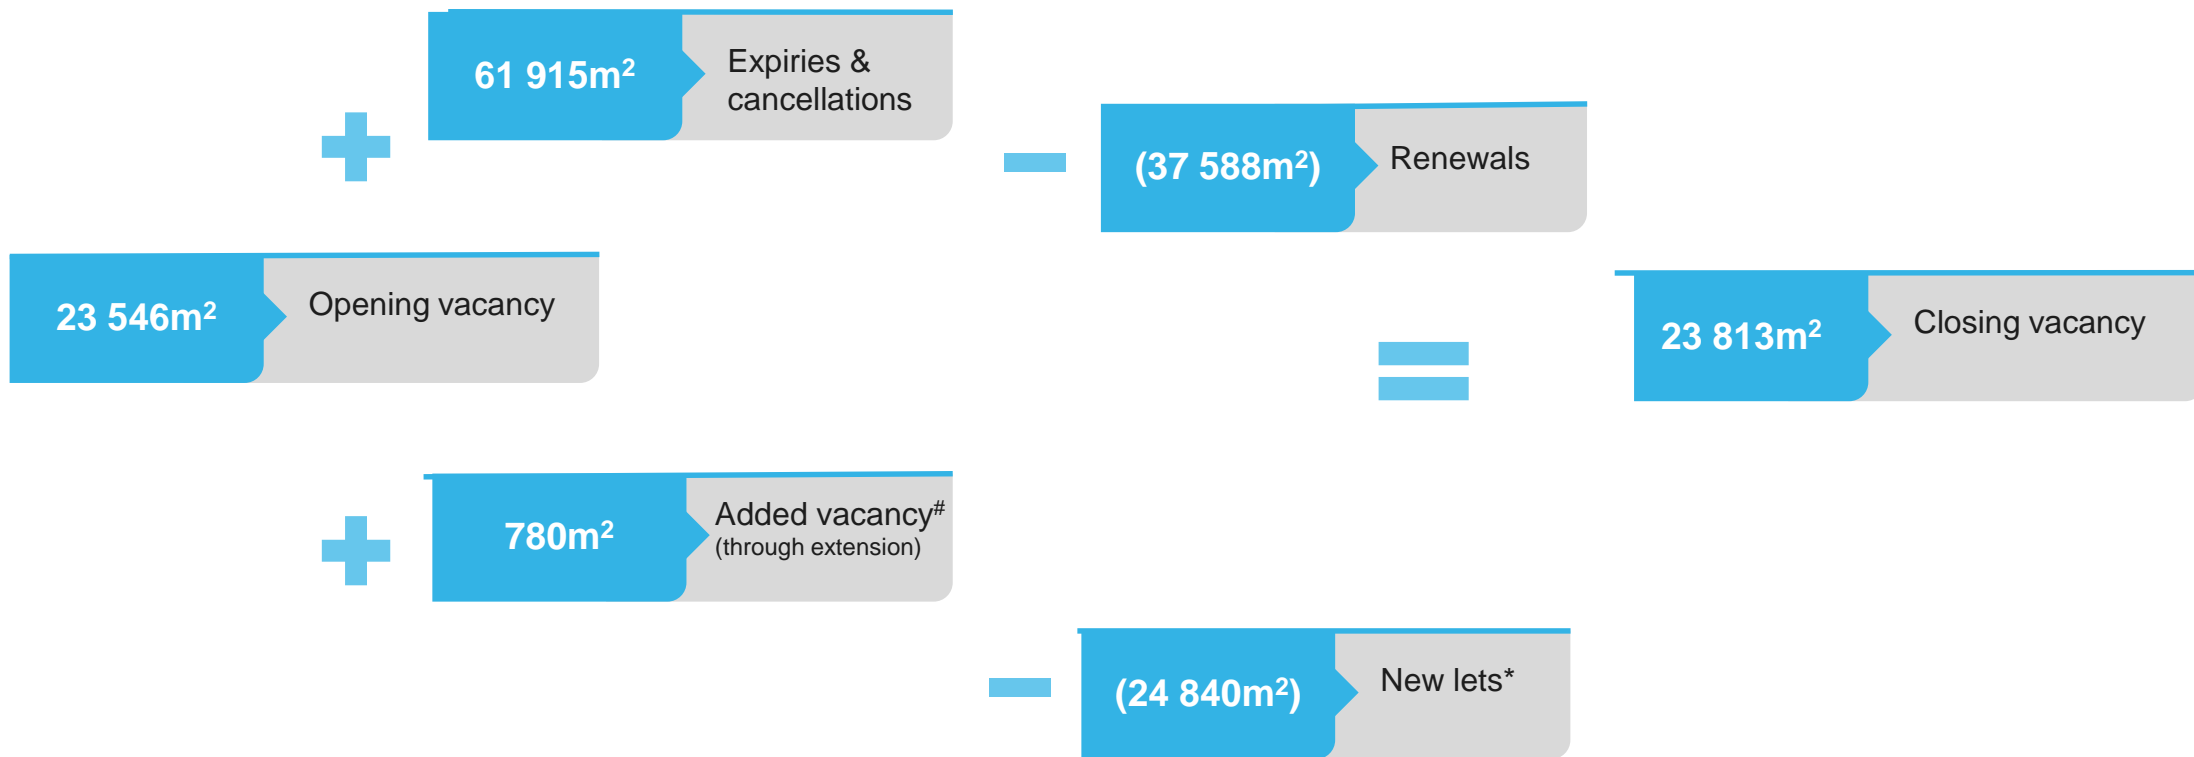 61 915m²
Expiries &
cancellations
(37 588m²)
Renewals
23 546m²
Opening vacancy
23 813m²
Closing vacancy
780m²
Added vacancy#
(through extension)
(24 840m²)
New lets*